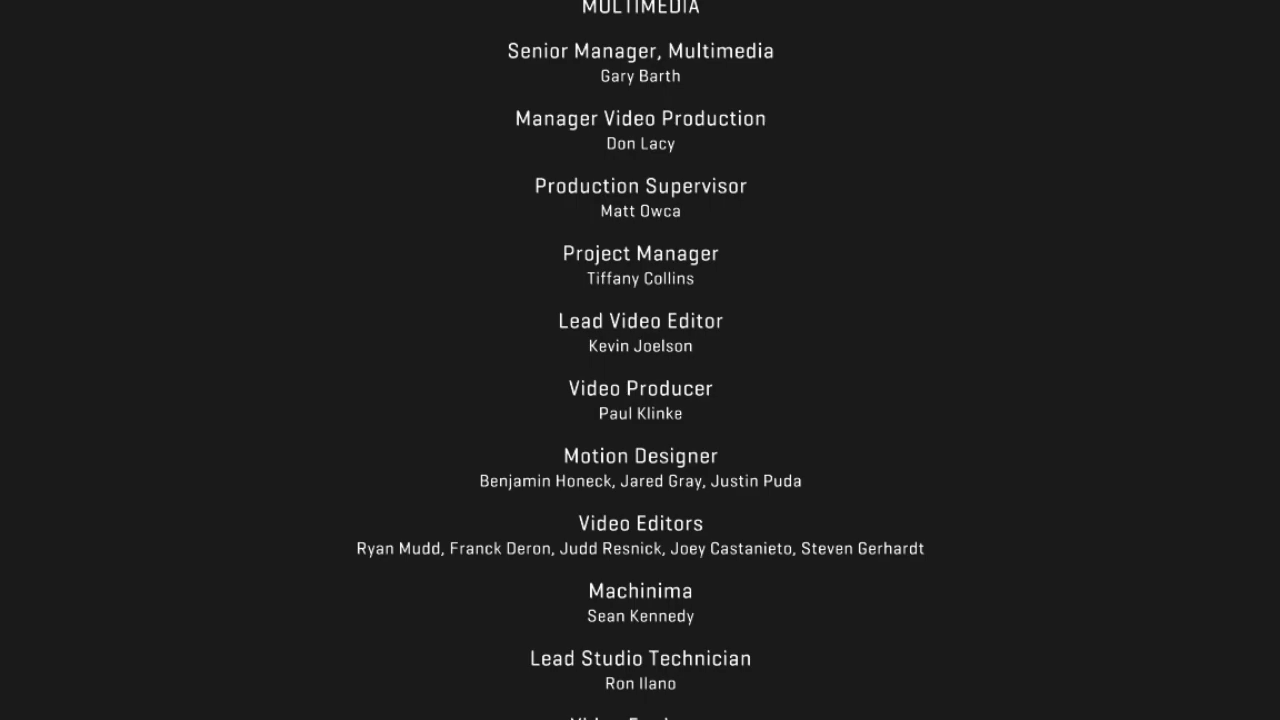 MULTIMEDIA
Senior Manager, Multimedia
Gary Barth
Manager Video Production
Don Lacy
Production Supervisor
Matt Owca
Project Manager
Tiffany Collins
Lead Video Editor
Kevin Joelson
Video Producer
Paul Klinke
Motion Designer
Benjamin Honeck, Jared Gray, Justin Puda
Video Editors
Ryan Mudd, Franck Deron, Judd Resnick, Joey Castanieto, Steven Gerhardt
Machinima
Sean Kennedy
Lead Studio Technician
Ron Ilano